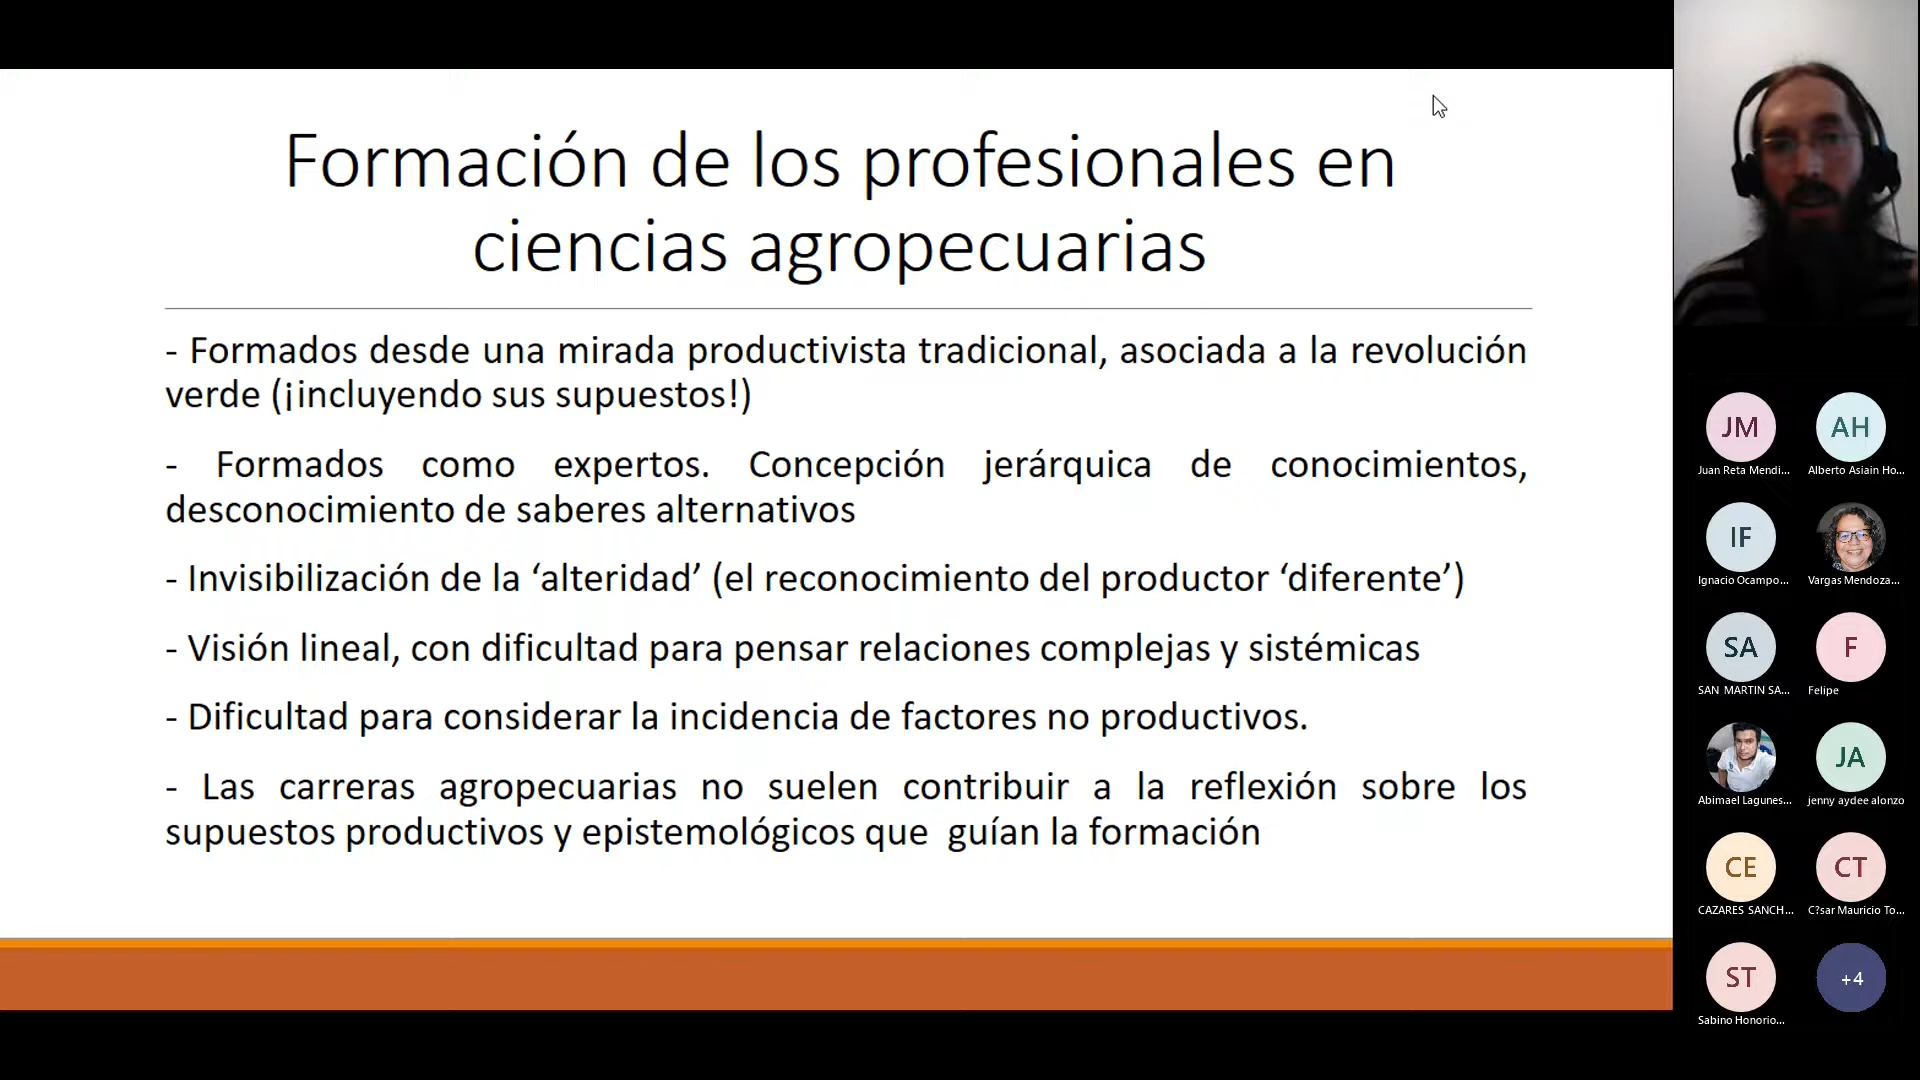 Formación de los profesionales en
ciencias agropecuarias
- Formados desde una mirada productivista tradicional, asociada a la revolución
verde (¡incluyendo sus supuestos!)
- Formados como expertos. Concepción jerárquica de conocimientos,
desconocimiento de saberes alternativos
- Invisibilización de la ‘alteridad’ (el reconocimiento del productor ‘diferente’)
- Visión lineal, con dificultad para pensar relaciones complejas y sistémicas
- Dificultad para considerar la incidencia de factores no productivos.
- Las carreras agropecuarias no suelen contribuir a la reflexión sobre los
supuestos productivos y epistemológicos que guían la formación
JM
Juan Reta Mendi...
AH
Alberto Asiain Ho...
IF
Ignacio Ocampo...
Vargas Mendoza...
SA
SAN MARTIN SA...
F
Felipe
Abimael Lagunes...
JA
jenny aydee alonzo
CE
CAZARES SANCH...
CT
C?sar Mauricio To...
ST
Sabino Honorio...
+4